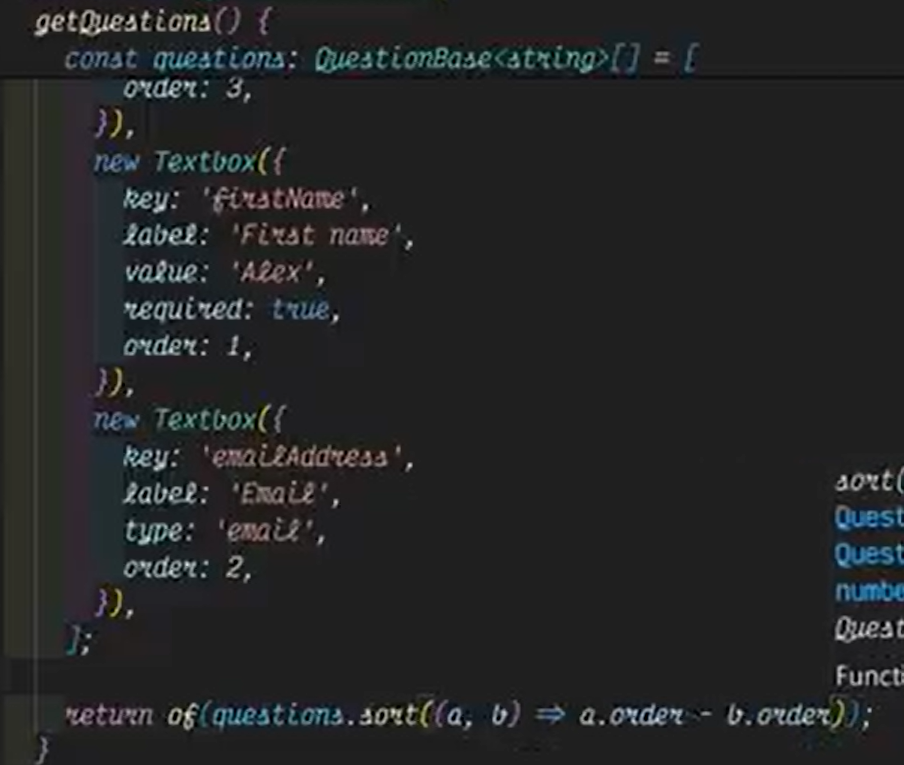 getQuestions() {
const questions: QuestionBase<string>[] = [
order: 3,
}),
new Textbox({
key: 'firstName',
label: 'First name',
value: 'Alex',
required: true,
order: 1,
}),
new Textbox({
key: 'emailAddress',
label: 'Email',
type: 'email',
order: 2,
}),
];
sort(
Quest
Quest
numbe
Quest
Functi
return of(questions.sort((a, b) => a.order - b.order));
}